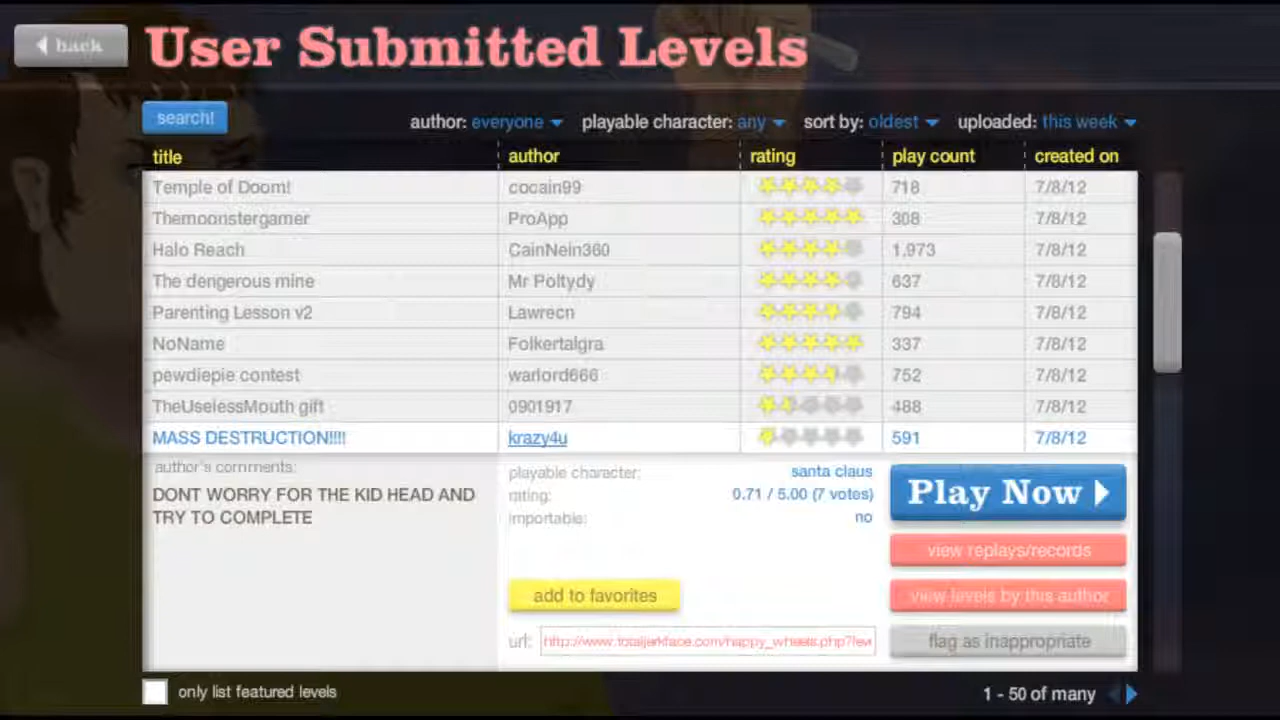 back
User Submitted Levels
search!
author: everyone playable character: any sort by: oldest uploaded: this week
title author rating play count created on
Temple of Doom! cocain99 718 7/8/12
Themoonstergamer ProApp 308 7/8/12
Halo Reach CainNein360 1,973 7/8/12
The dengerous mine Mr Poltydy 637 7/8/12
Parenting Lesson v2 Lawrecn 794 7/8/12
NoName Folkertalgra 337 7/8/12
pewdiepie contest warlord666 752 7/8/12
TheUselessMouth gift 0901917 488 7/8/12
MASS DESTRUCTION!!!! krazy4u 591 7/8/12
author's comments:
DONT WORRY FOR THE KID HEAD AND
TRY TO COMPLETE
playable character: santa claus
rating: 0.71 / 5.00 (7 votes)
importable: no
add to favorites
url: http://www.totaljerkface.com/happy_wheels.php?lev
Play Now
view replays/records
view levels by this author
flag as inappropriate
only list featured levels
1 - 50 of many